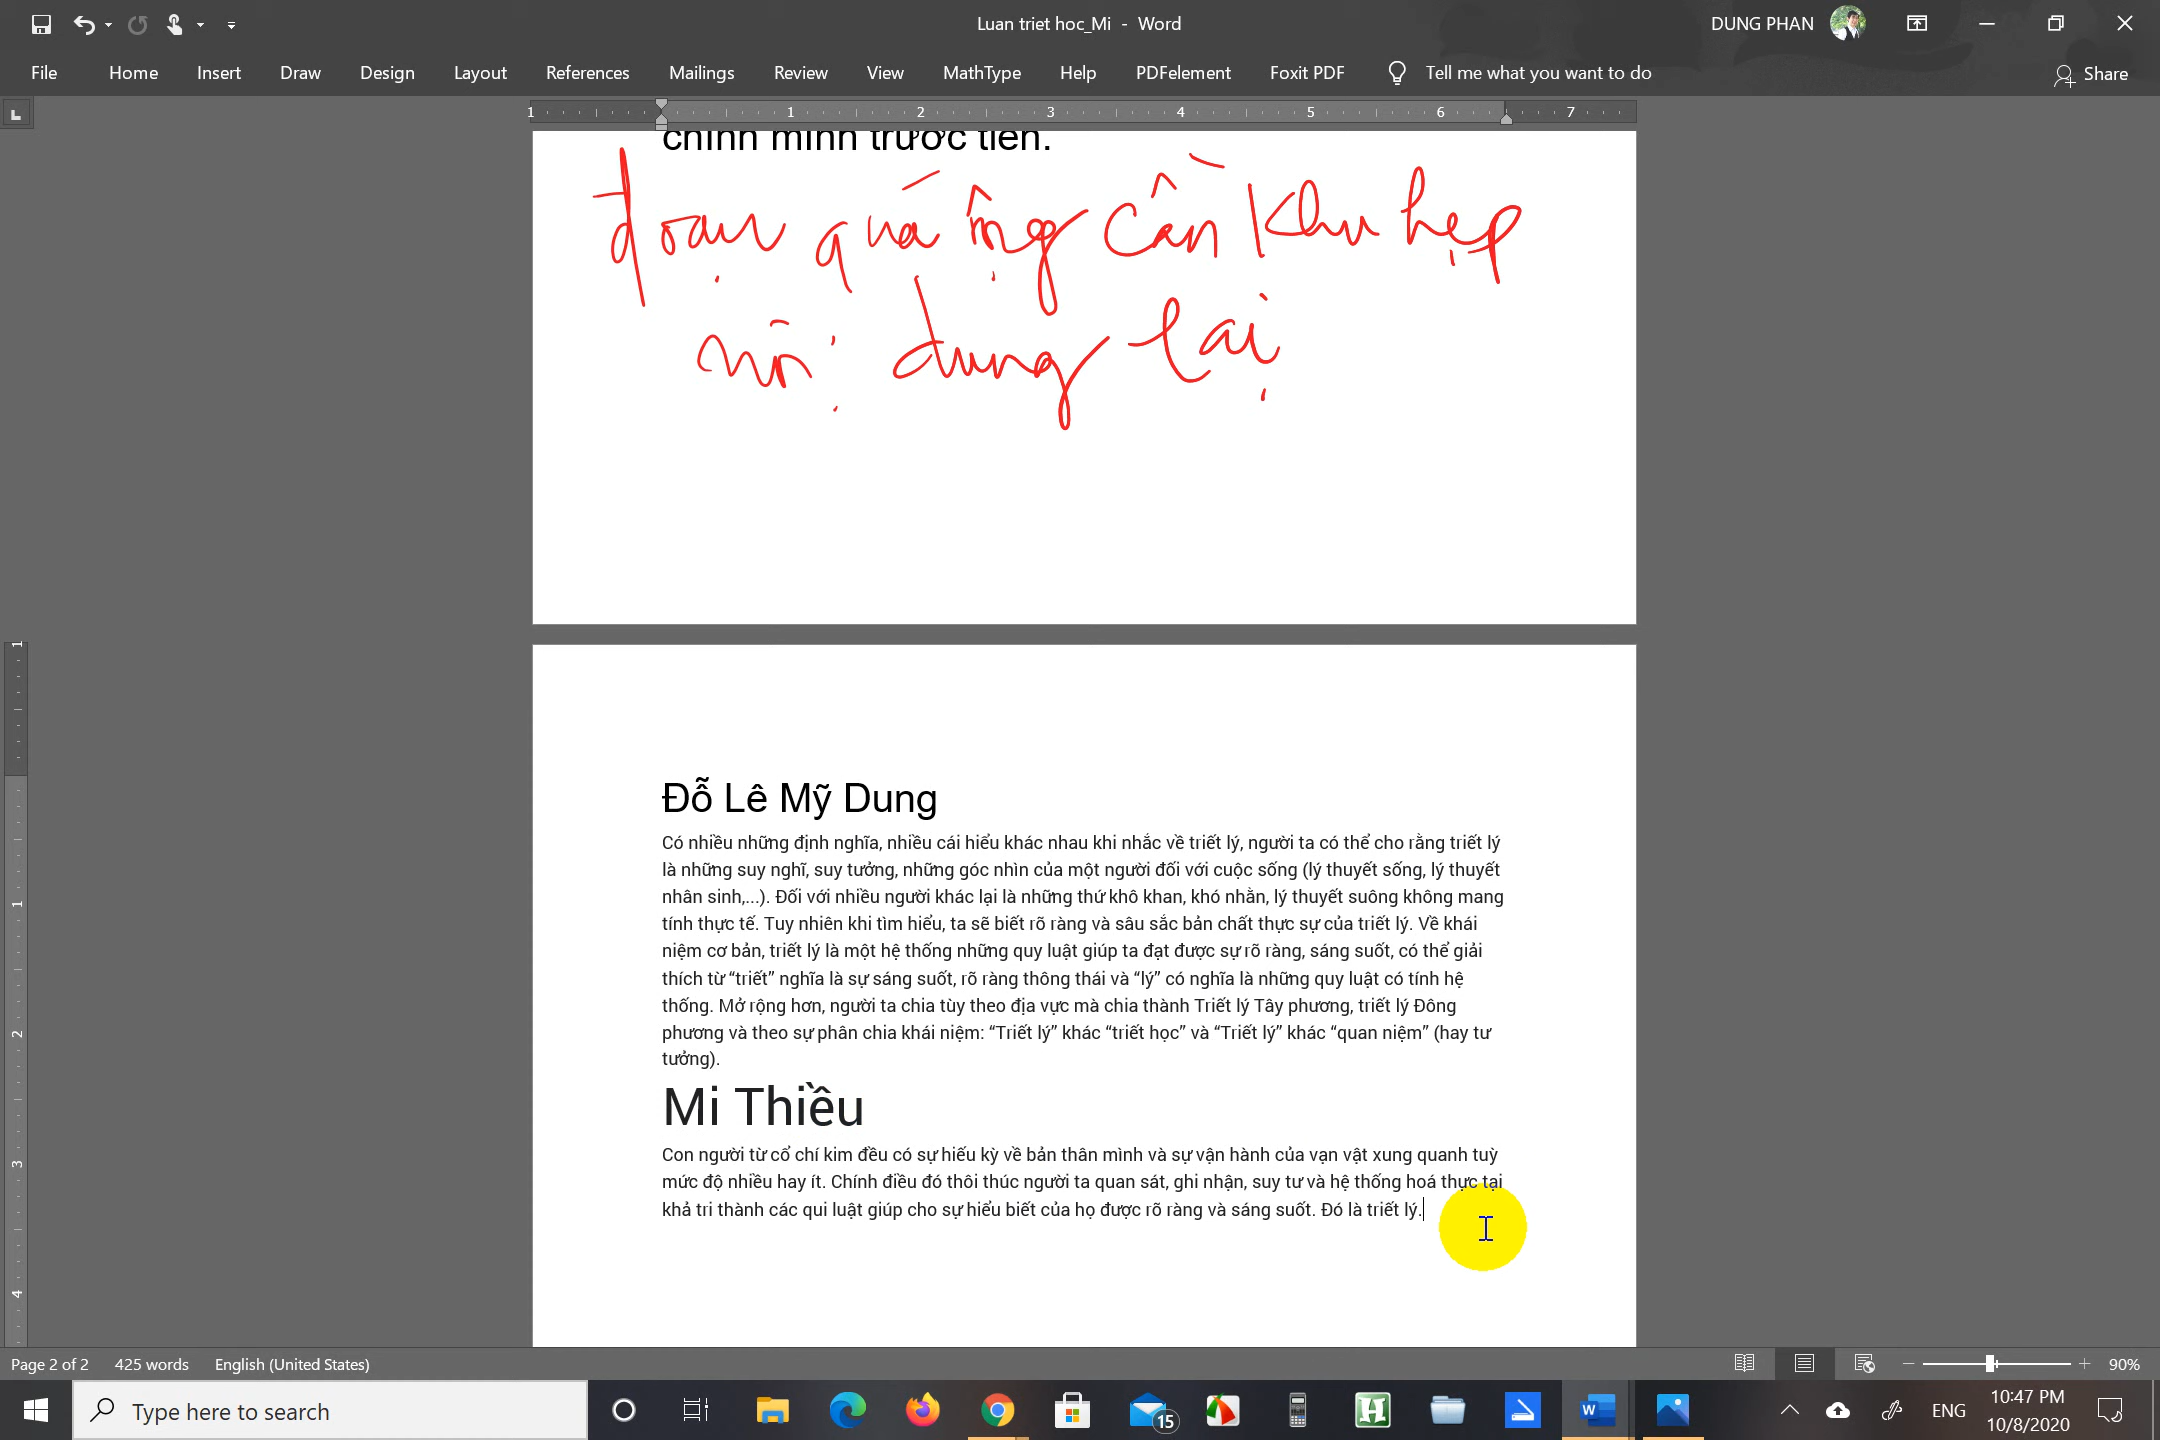 Luan triet hoc_Mi - Word
DUNG PHAN
File Home Insert Draw Design Layout References Mailings Review View MathType Help PDFelement Foxit PDF Tell me what you want to do Share
1 1 2 3 4 5 6 7
chính mình trước tiên.
đoạn quá rộng cần khu hẹp
nội dung lại
Đỗ Lê Mỹ Dung
Có nhiều những định nghĩa, nhiều cái hiểu khác nhau khi nhắc về triết lý, người ta có thể cho rằng triết lý
là những suy nghĩ, suy tưởng, những góc nhìn của một người đối với cuộc sống (lý thuyết sống, lý thuyết
nhân sinh,...). Đối với nhiều người khác lại là những thứ khô khan, khó nhằn, lý thuyết suông không mang
tính thực tế. Tuy nhiên khi tìm hiểu, ta sẽ biết rõ ràng và sâu sắc bản chất thực sự của triết lý. Về khái
niệm cơ bản, triết lý là một hệ thống những quy luật giúp ta đạt được sự rõ ràng, sáng suốt, có thể giải
thích từ “triết” nghĩa là sự sáng suốt, rõ ràng thông thái và “lý” có nghĩa là những quy luật có tính hệ
thống. Mở rộng hơn, người ta chia tùy theo địa vực mà chia thành Triết lý Tây phương, triết lý Đông
phương và theo sự phân chia khái niệm: “Triết lý” khác “triết học” và “Triết lý” khác “quan niệm” (hay tư
tưởng).
Mi Thiều
Con người từ cổ chí kim đều có sự hiếu kỳ về bản thân mình và sự vận hành của vạn vật xung quanh tuỳ
mức độ nhiều hay ít. Chính điều đó thôi thúc người ta quan sát, ghi nhận, suy tư và hệ thống hoá thực tại
khả tri thành các qui luật giúp cho sự hiểu biết của họ được rõ ràng và sáng suốt. Đó là triết lý.
1
1
2
3
4
Page 2 of 2 425 words English (United States) 90%
Type here to search
15
ENG
10:47 PM
10/8/2020